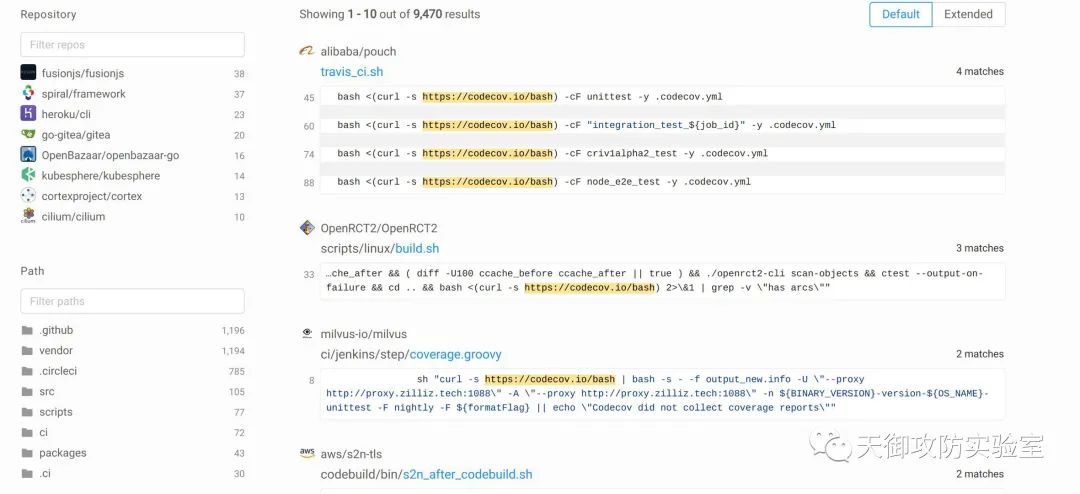 Repository
Filter repos
fusionjs/fusionjs 38
spiral/framework 37
heroku/cli 23
go-gitea/gitea 20
OpenBazaar/openbazaar-go 16
kubesphere/kubesphere 14
cortexproject/cortex 13
cilium/cilium 10
Path
Filter paths
.github 1,196
vendor 1,194
.circleci 785
src 105
scripts 77
ci 72
packages 43
.ci 30
Showing 1 - 10 out of 9,470 results
Default Extended
alibaba/pouch
travis_ci.sh 4 matches
45 bash <(curl -s https://codecov.io/bash) -cF unittest -y .codecov.yml
60 bash <(curl -s https://codecov.io/bash) -cF "integration_test_${job_id}" -y .codecov.yml
74 bash <(curl -s https://codecov.io/bash) -cF criv1alpha2_test -y .codecov.yml
88 bash <(curl -s https://codecov.io/bash) -cF node_e2e_test -y .codecov.yml
OpenRCT2/OpenRCT2
scripts/linux/build.sh 3 matches
33 …che_after && ( diff -U100 ccache_before ccache_after || true ) && ./openrct2-cli scan-objects && ctest --output-on-
failure && cd .. && bash <(curl -s https://codecov.io/bash) 2>\&1 | grep -v \"has arcs\""
milvus-io/milvus
ci/jenkins/step/coverage.groovy 2 matches
8 sh "curl -s https://codecov.io/bash | bash -s - -f output_new.info -U \"--proxy
http://proxy.zilliz.tech:1088\" -A \"--proxy http://proxy.zilliz.tech:1088\" -n ${BINARY_VERSION}-version-${OS_NAME}-
unittest -F nightly -F ${formatFlag} || echo \"Codecov did not collect coverage reports\""
aws
aws/s2n-tls
codebuild/bin/s2n_after_codebuild.sh 2 matches
天御攻防实验室